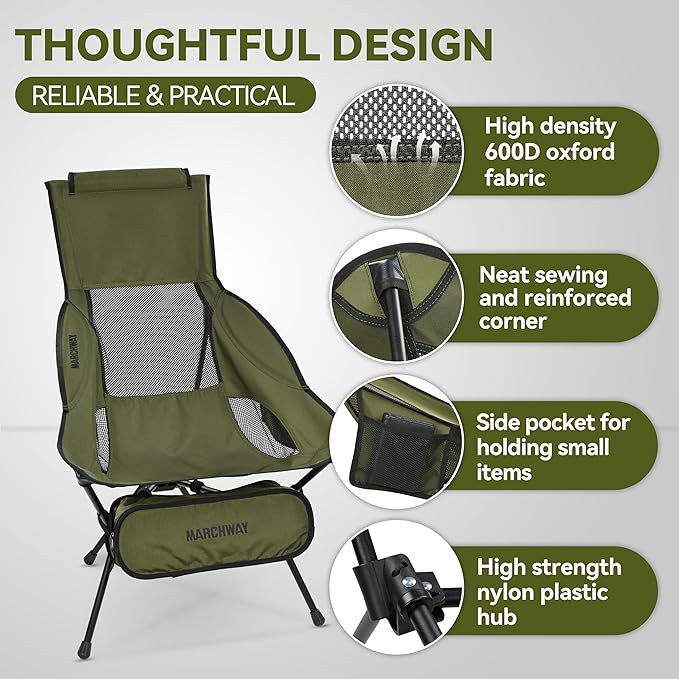 THOUGHTFUL DESIGN
RELIABLE & PRACTICAL
High density
600D oxford
fabric
Neat sewing
and reinforced
corner
Side pocket for
holding small
items
High strength
nylon plastic
hub
MARCHWAY
MARCHWAY